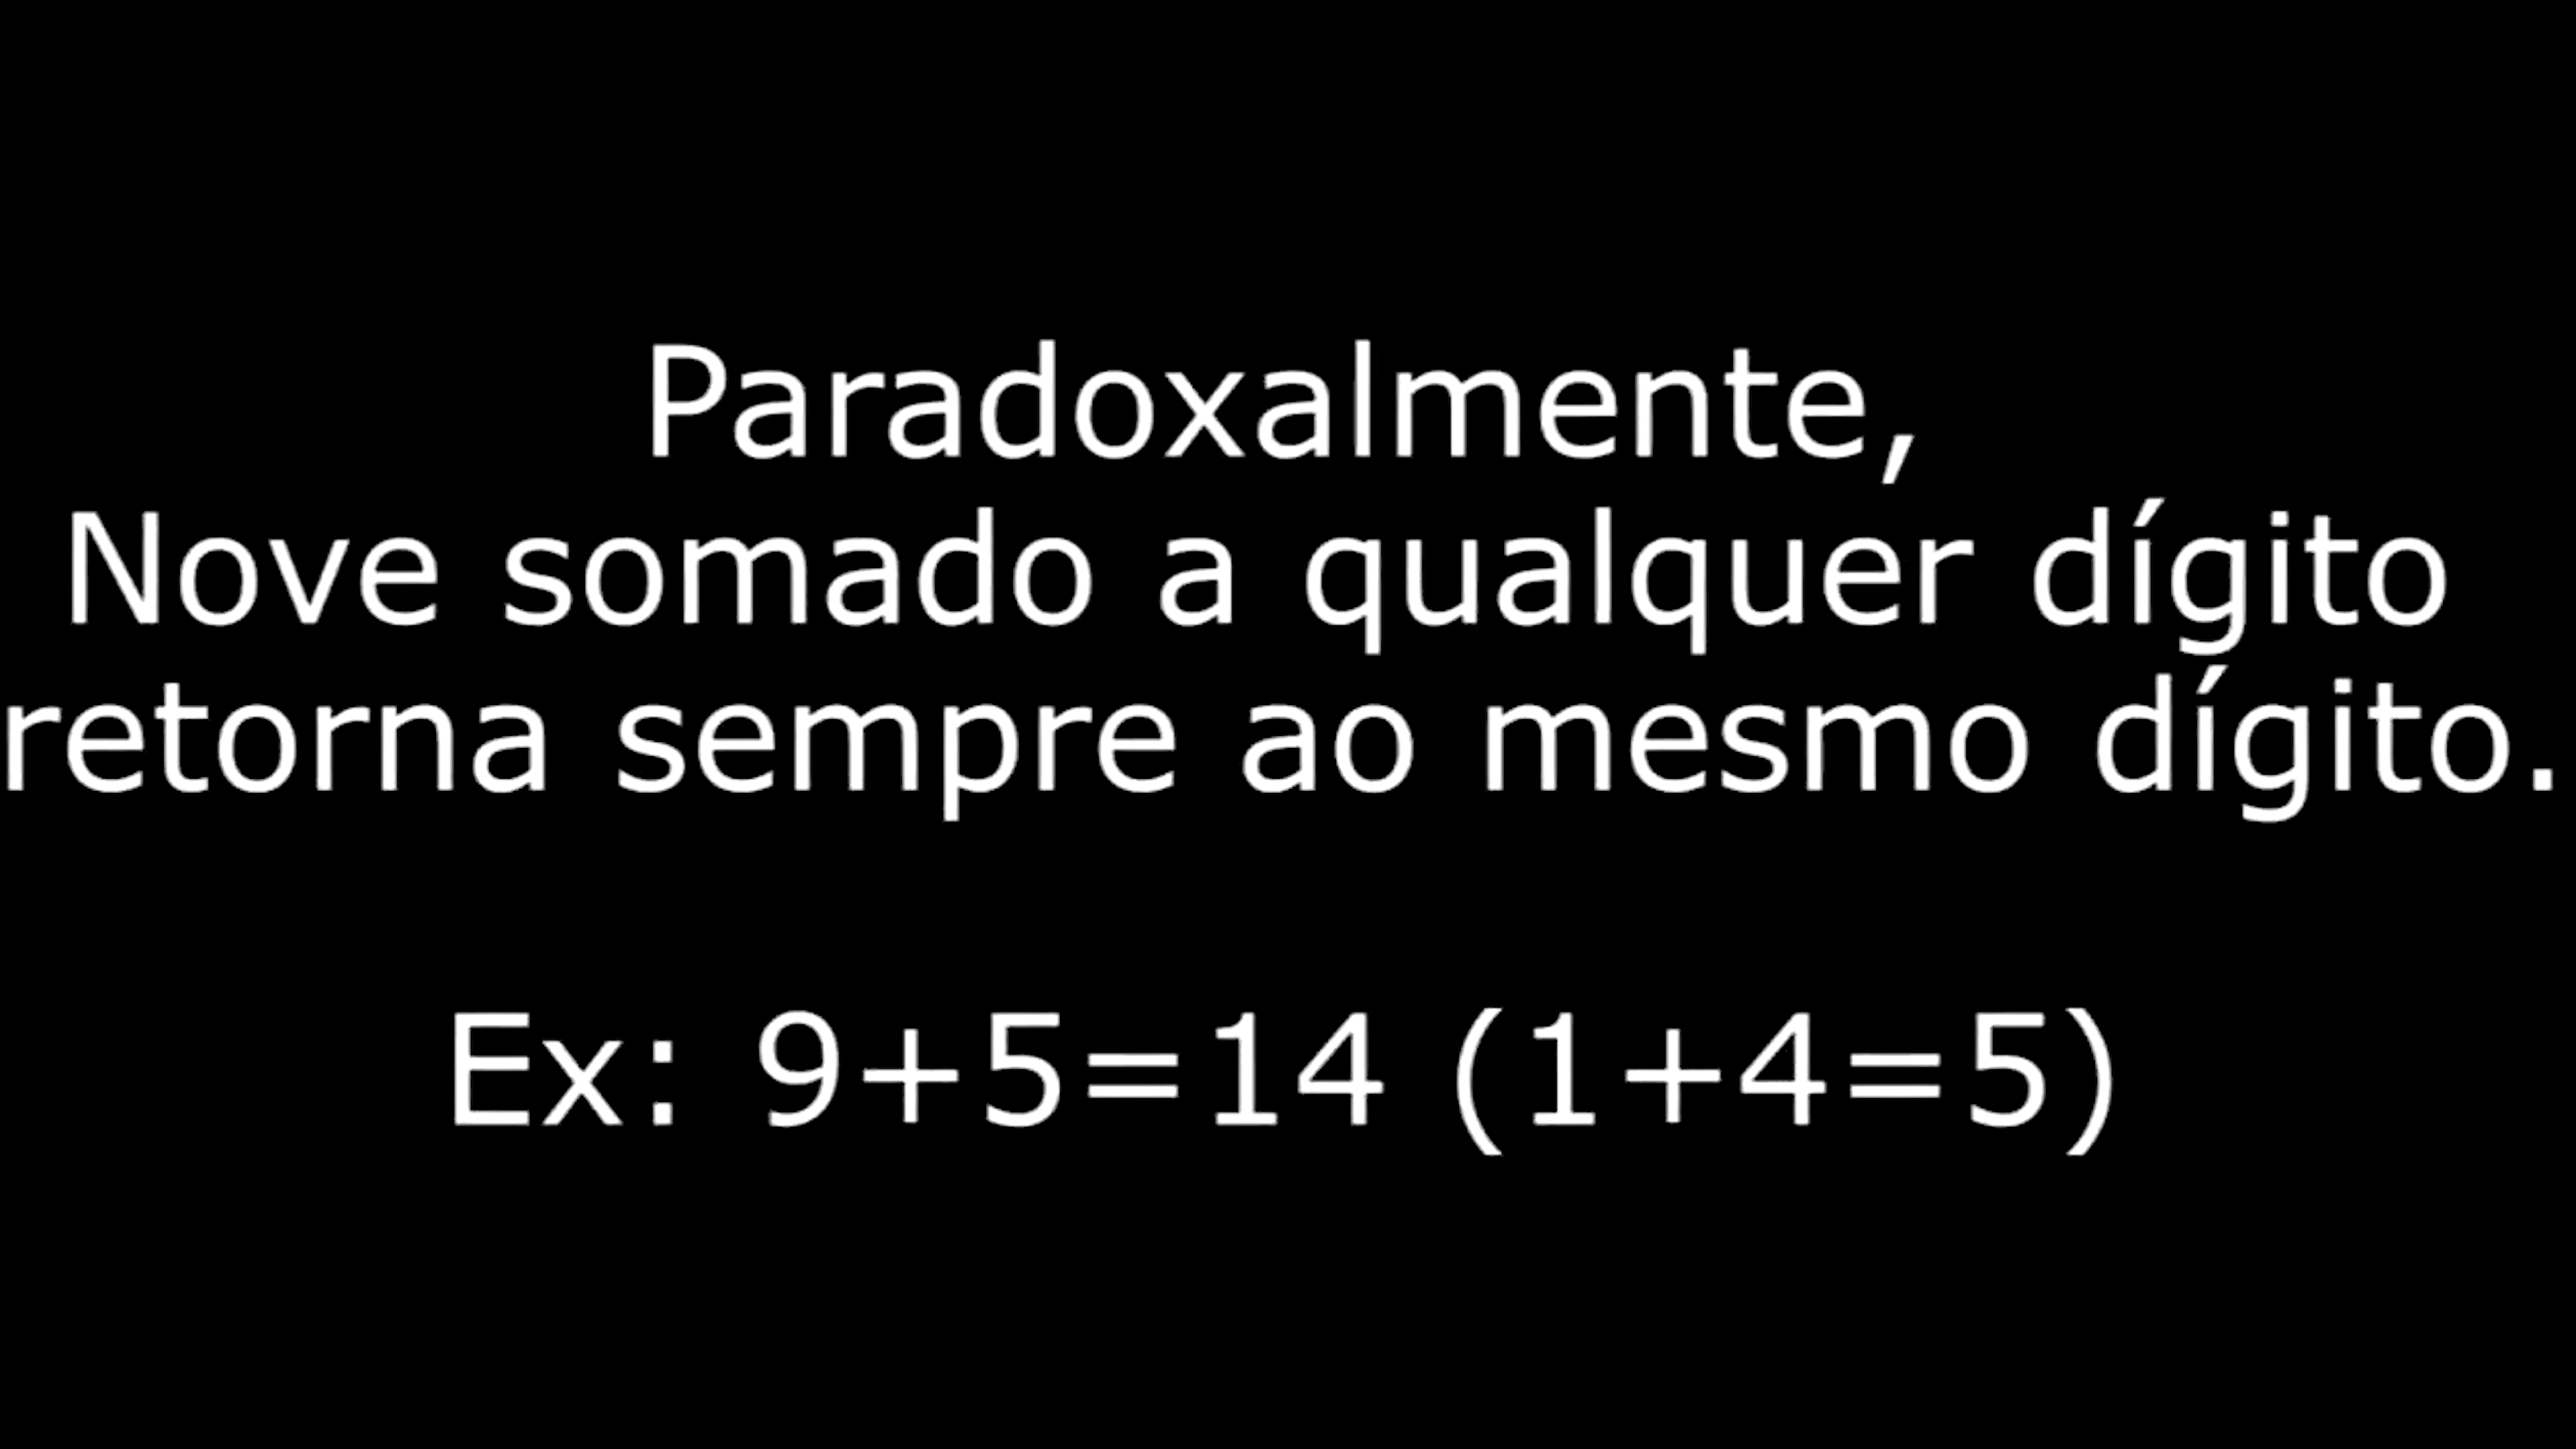 Paradoxalmente,
Nove somado a qualquer dígito
retorna sempre ao mesmo dígito.
Ex: 9+5=14 (1+4=5)